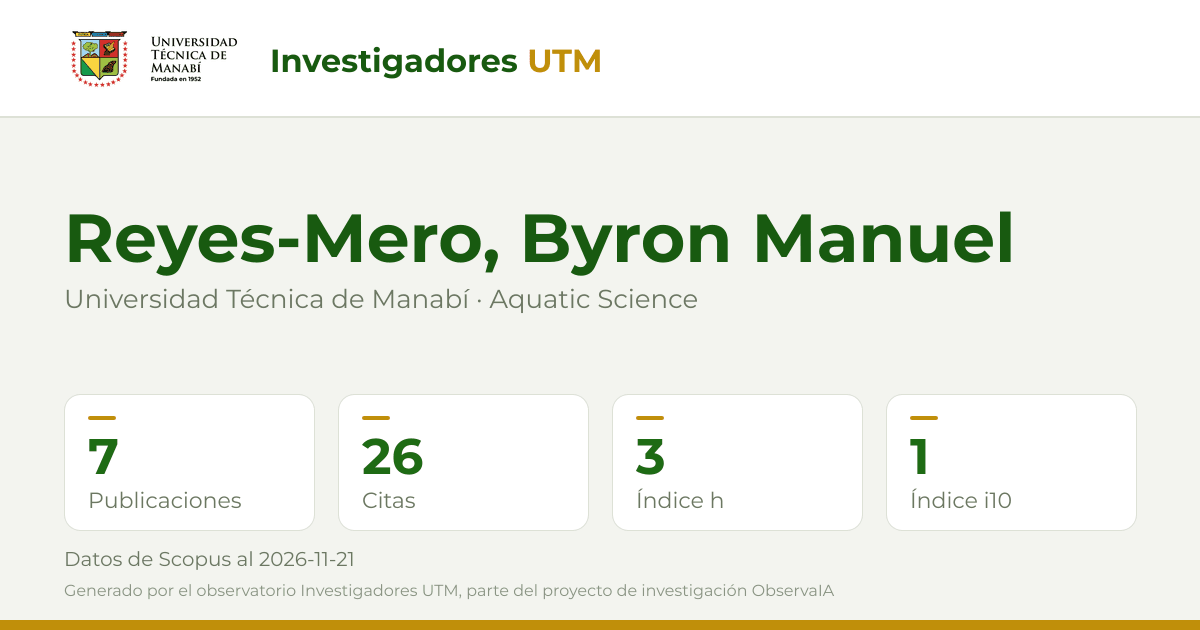 UNIVERSIDAD
TÉCNICA DE
MANABÍ
Fundada en 1952
Investigadores UTM
Reyes-Mero, Byron Manuel
Universidad Técnica de Manabí · Aquatic Science
7
Publicaciones
26
Citas
3
Índice h
1
Índice i10
Datos de Scopus al 2026-11-21
Generado por el observatorio Investigadores UTM, parte del proyecto de investigación ObservaIA